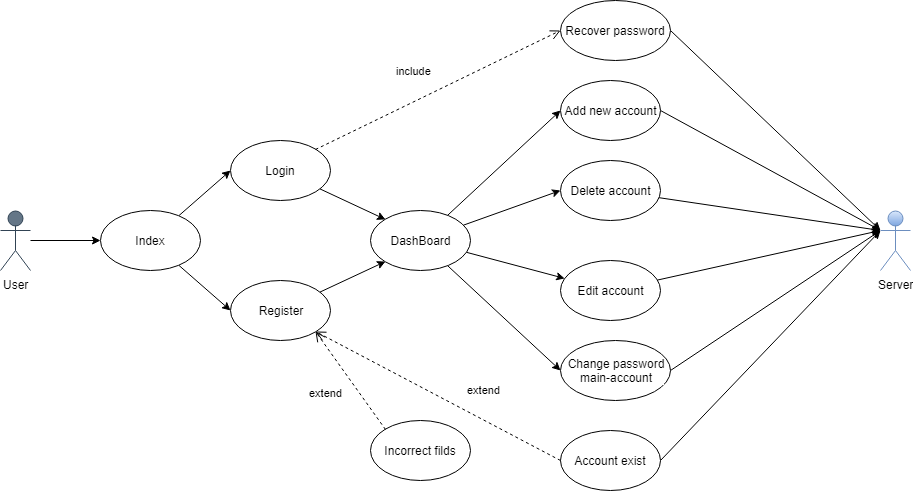 Recover password
include
Add new account
Login
Delete account
Index
DashBoard
User
Server
Edit account
Register
Change password
main-account
extend
extend
Incorrect filds
Account exist